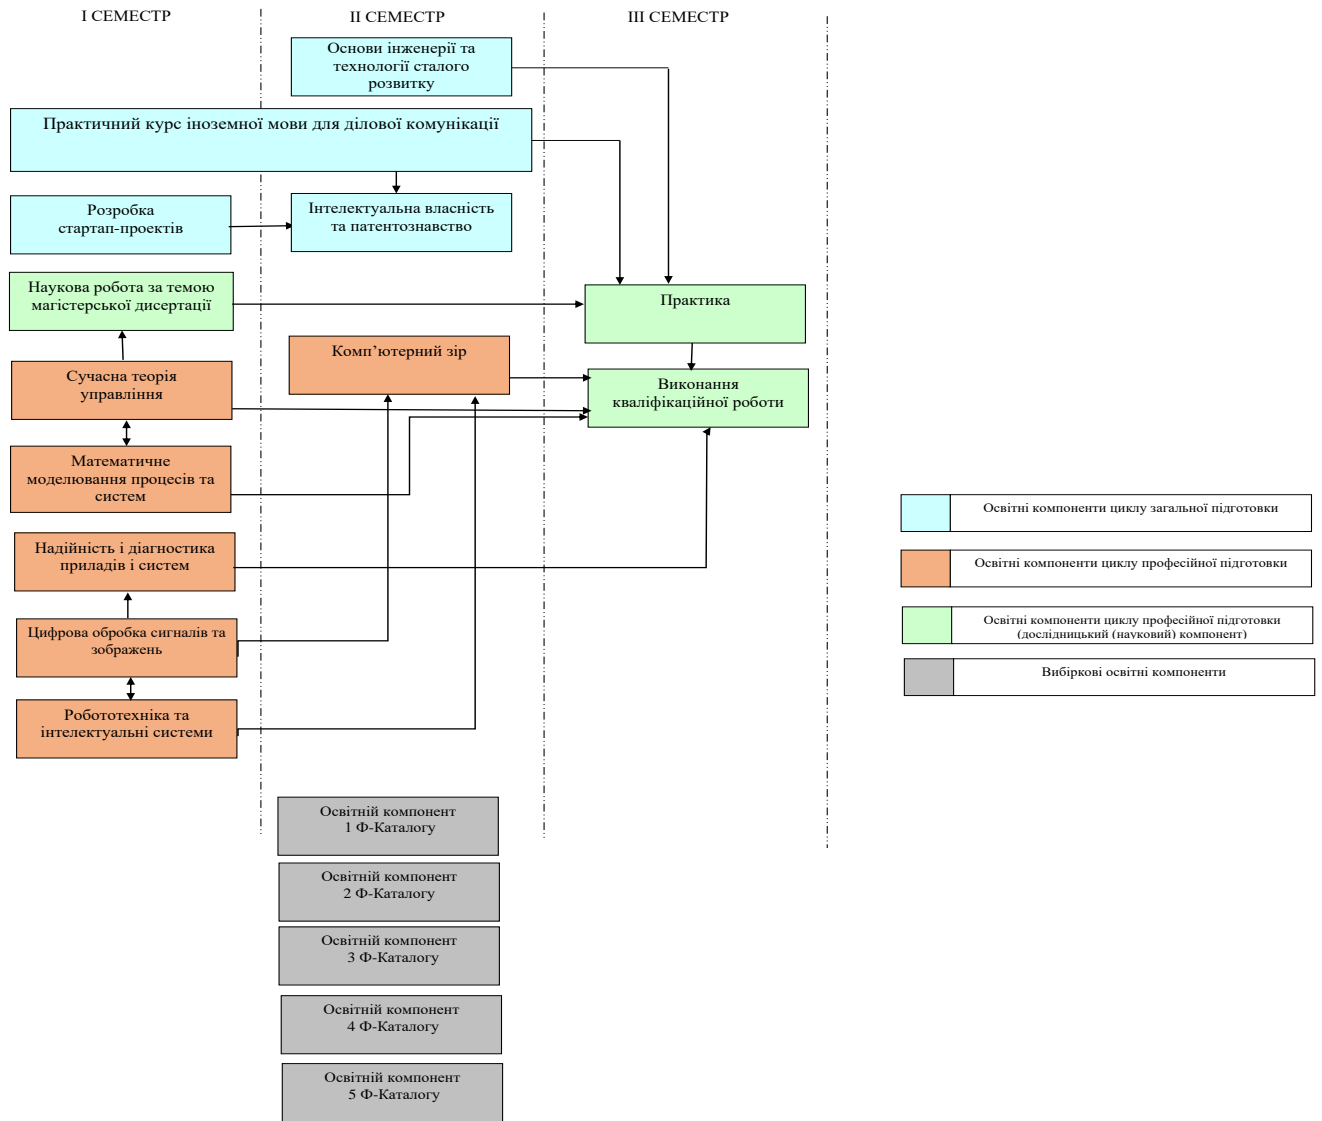 І СЕМЕСТР
ІІ СЕМЕСТР
ІІІ СЕМЕСТР
Основи інженерії та
технології сталого
розвитку
Практичний курс іноземної мови для ділової комунікації
Розробка
стартап-проектів
Інтелектуальна власність
та патентознавство
Наукова робота за темою
магістерської дисертації
Практика
Комп’ютерний зір
Сучасна теорія
управління
Виконання
кваліфікаційної роботи
Математичне
моделювання процесів та
систем
Надійність і діагностика
приладів і систем
Цифрова обробка сигналів та
зображень
Робототехніка та
інтелектуальні системи
Освітній компонент
1 Ф-Каталогу
Освітній компонент
2 Ф-Каталогу
Освітній компонент
3 Ф-Каталогу
Освітній компонент
4 Ф-Каталогу
Освітній компонент
5 Ф-Каталогу
Освітні компоненти циклу загальної підготовки
Освітні компоненти циклу професійної підготовки
Освітні компоненти циклу професійної підготовки
(дослідницький (науковий) компонент)
Вибіркові освітні компоненти